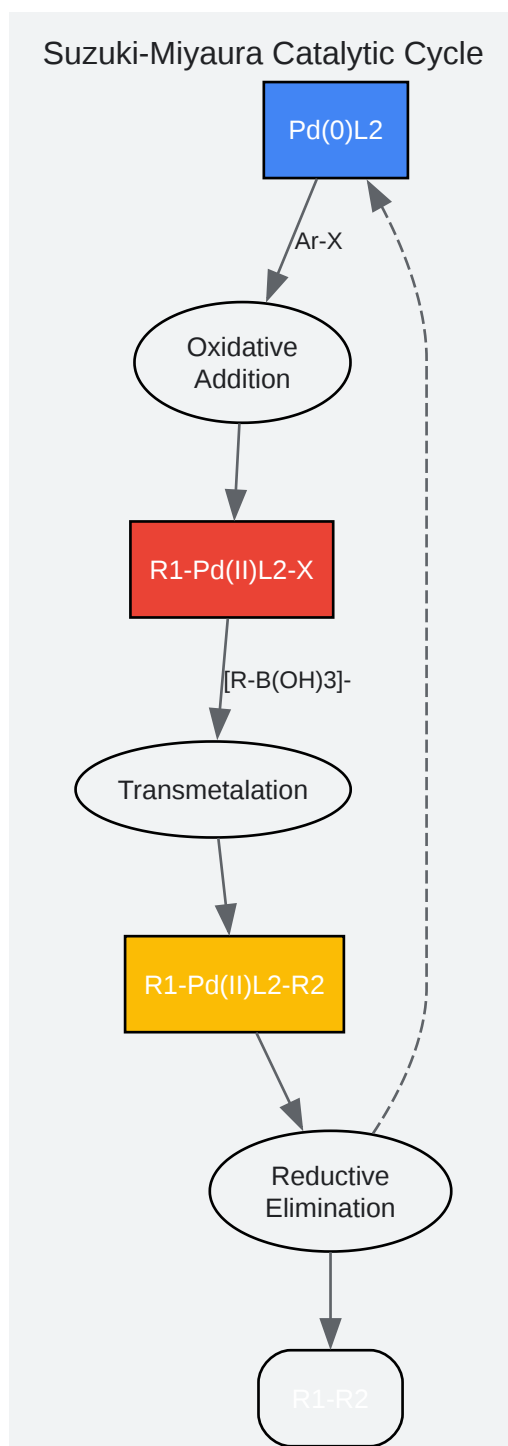 Suzuki-Miyaura Catalytic Cycle
Pd(0)L2
Ar-X
Oxidative
Addition
R1-Pd(II)L2-X
[R-B(OH)3]-
Transmetalation
R1-Pd(II)L2-R2
Reductive
Elimination
R1-R2